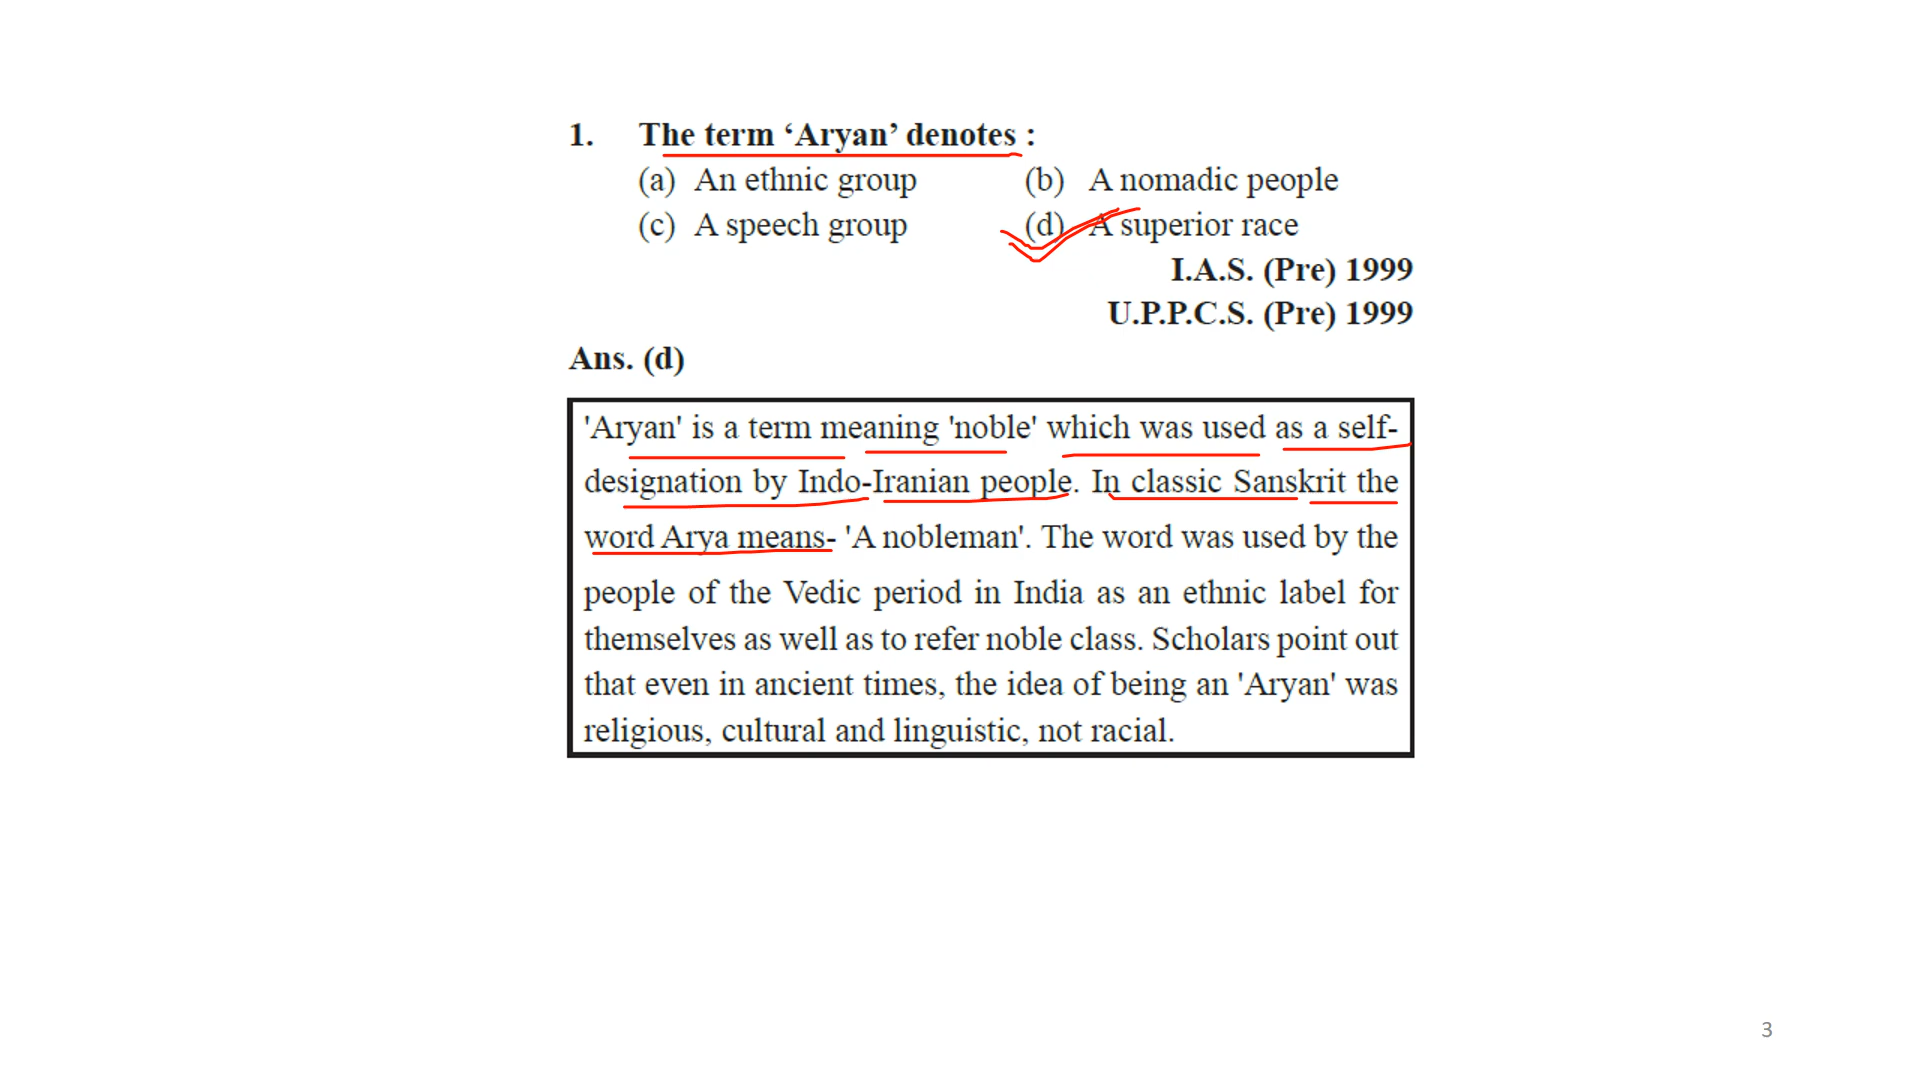 1. The term ‘Aryan’ denotes :
(a) An ethnic group (b) A nomadic people
(c) A speech group (d) A superior race
I.A.S. (Pre) 1999
U.P.P.C.S. (Pre) 1999
Ans. (d)
'Aryan' is a term meaning 'noble' which was used as a self-
designation by Indo-Iranian people. In classic Sanskrit the
word Arya means- 'A nobleman'. The word was used by the
people of the Vedic period in India as an ethnic label for
themselves as well as to refer noble class. Scholars point out
that even in ancient times, the idea of being an 'Aryan' was
religious, cultural and linguistic, not racial.
3